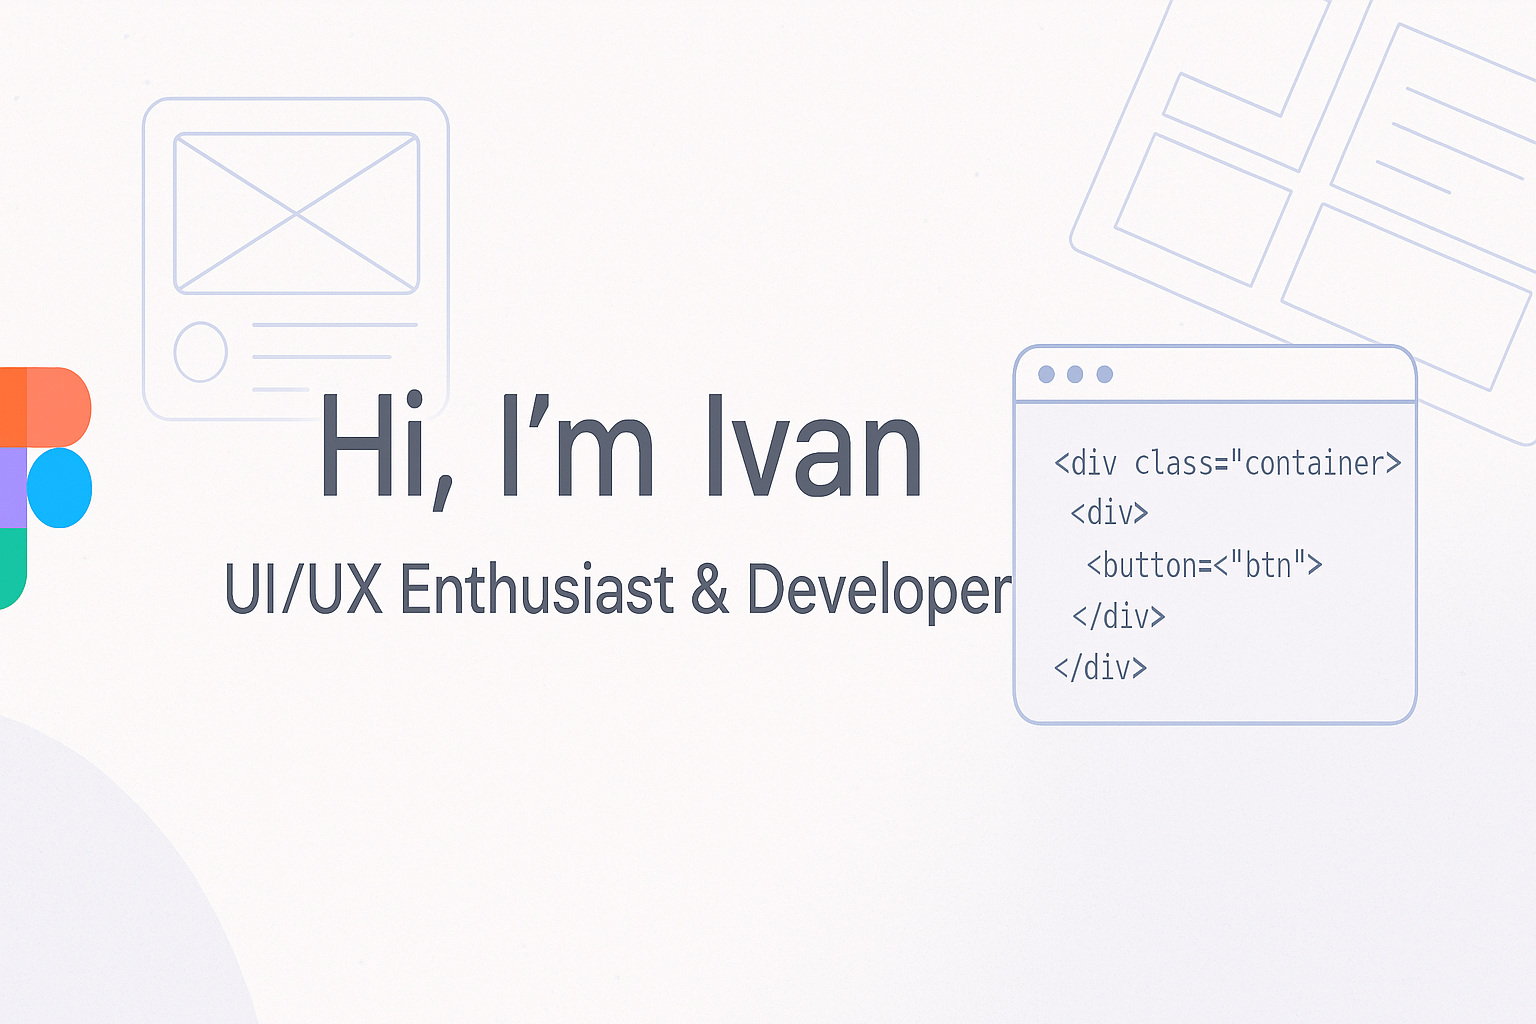 Hi, I’m Ivan
UI/UX Enthusiast & Developer
<div class="container>
<div>
<button=<"btn">
</div>
</div>